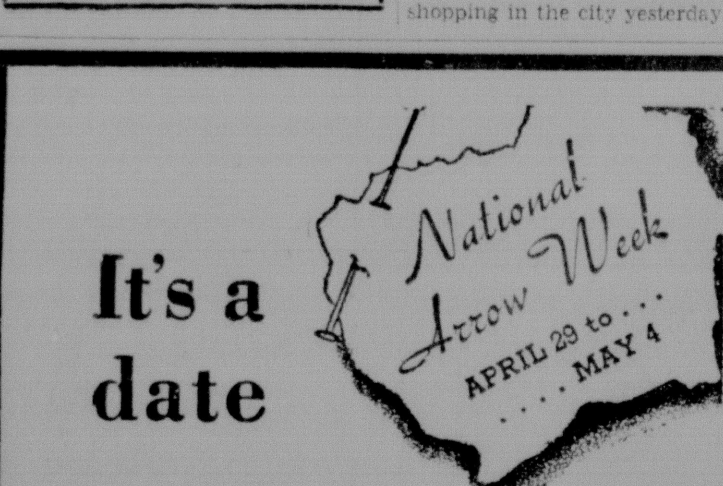 shopping in the city yesterday
It's a
date
National
Arrow Week
APRIL 29 to . . .
. . . . MAY 4